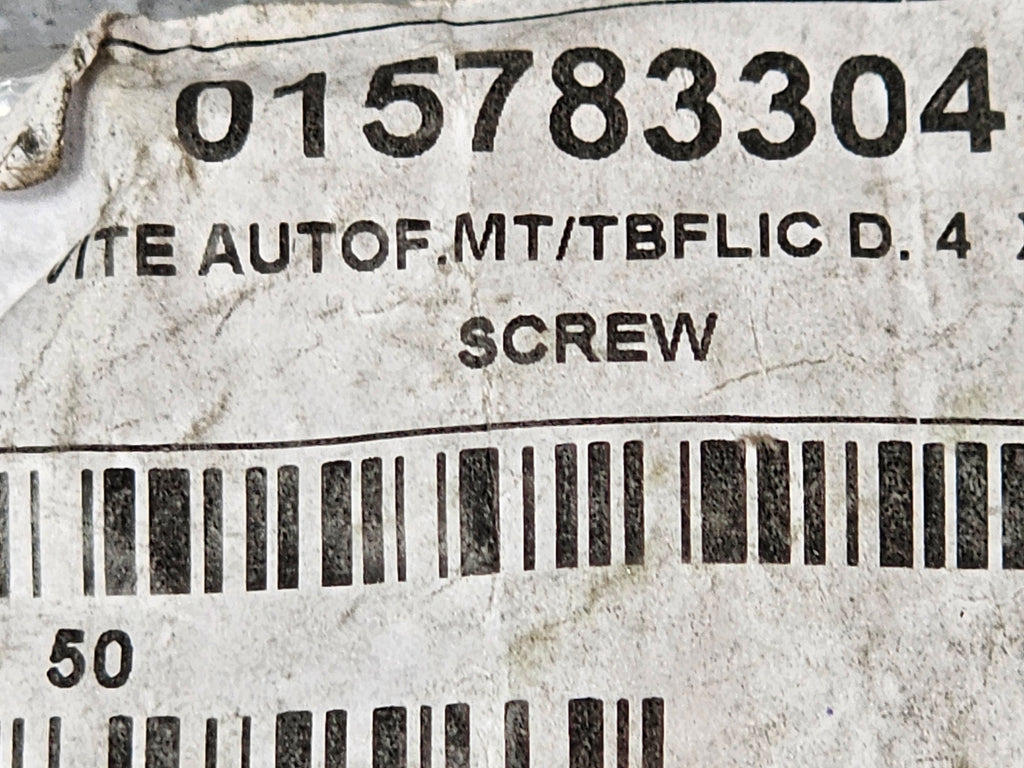 015783304
ITE AUTOF.MT/TBFLIC D. 4
SCREW
50